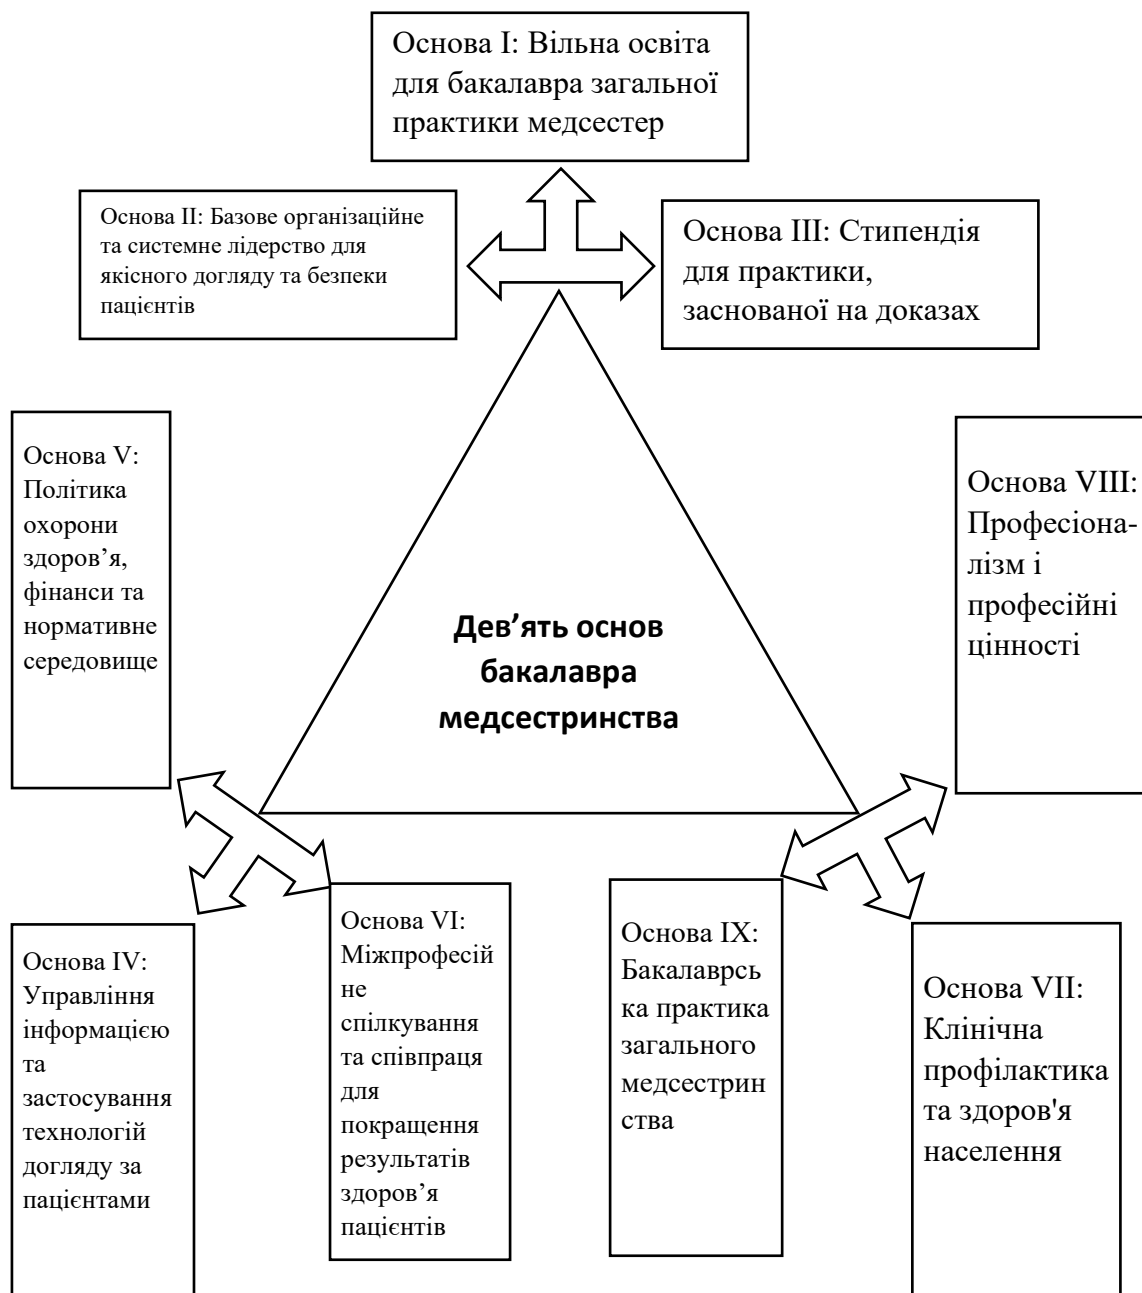 Основа I: Вільна освіта
для бакалавра загальної
практики медсестер
Основа II: Базове організаційне
та системне лідерство для
якісного догляду та безпеки
пацієнтів
Основа III: Стипендія
для практики,
заснованої на доказах
Основа V:
Політика
охорони
здоров’я,
фінанси та
нормативне
середовище
Основа VIII:
Професіона-
лізм і
професійні
цінності
Дев’ять основ
бакалавра
медсестринства
Основа IV:
Управління
інформацією
та
застосування
технологій
догляду за
пацієнтами
Основа VI:
Міжпрофесій
не
спілкування
та співпраця
для
покращення
результатів
здоров’я
пацієнтів
Основа IX:
Бакалаврсь
ка практика
загального
медсестрин
ства
Основа VII:
Клінічна
профілактика
та здоров'я
населення